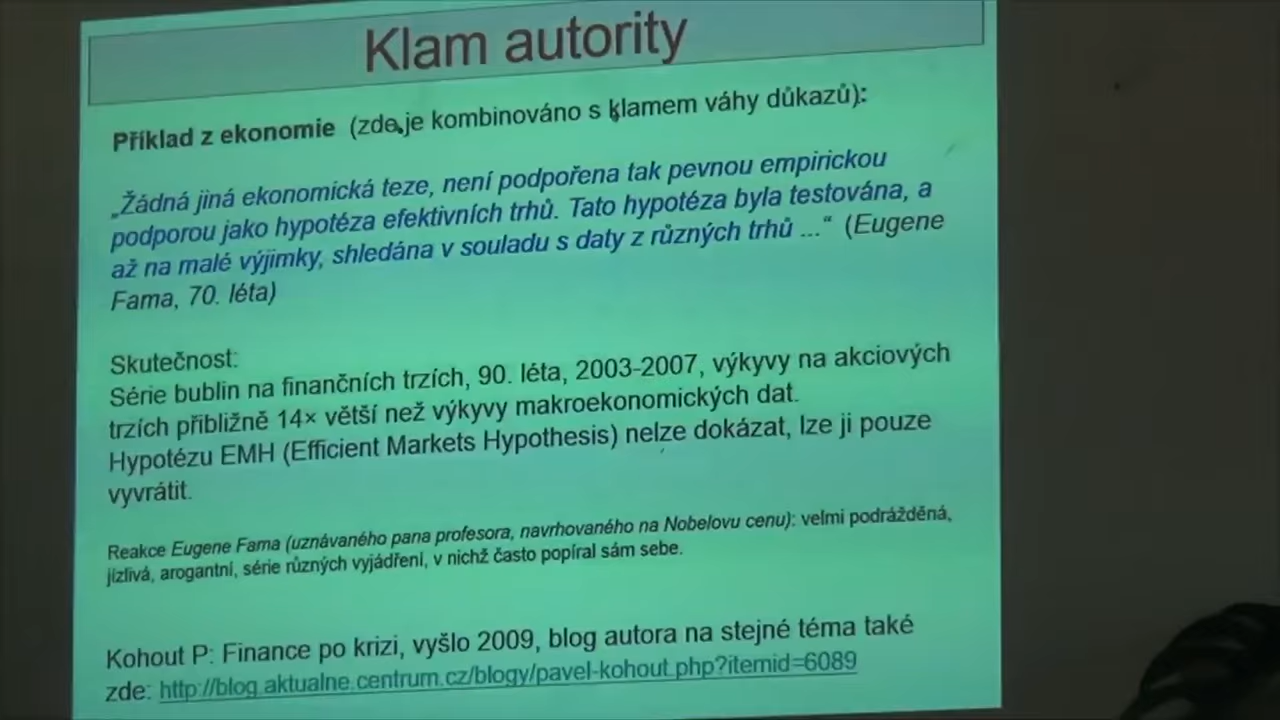 Klam autority
Příklad z ekonomie (zde je kombinováno s klamem váhy důkazů):
„Žádná jiná ekonomická teze, není podpořena tak pevnou empirickou
podporou jako hypotéza efektivních trhů. Tato hypotéza byla testována, a
až na malé výjimky, shledána v souladu s daty z různých trhů ...“ (Eugene
Fama, 70. léta)
Skutečnost:
Série bublin na finančních trzích, 90. léta, 2003-2007, výkyvy na akciových
trzích přibližně 14× větší než výkyvy makroekonomických dat.
Hypotézu EMH (Efficient Markets Hypothesis) nelze dokázat, lze ji pouze
vyvrátit.
Reakce Eugene Fama (uznávaného pana profesora, navrhovaného na Nobelovu cenu): velmi podrážděná,
jízlivá, arogantní, série různých vyjádření, v nichž často popíral sám sebe.
Kohout P: Finance po krizi, vyšlo 2009, blog autora na stejné téma také
zde: http://blog.aktualne.centrum.cz/blogy/pavel-kohout.php?itemid=6089